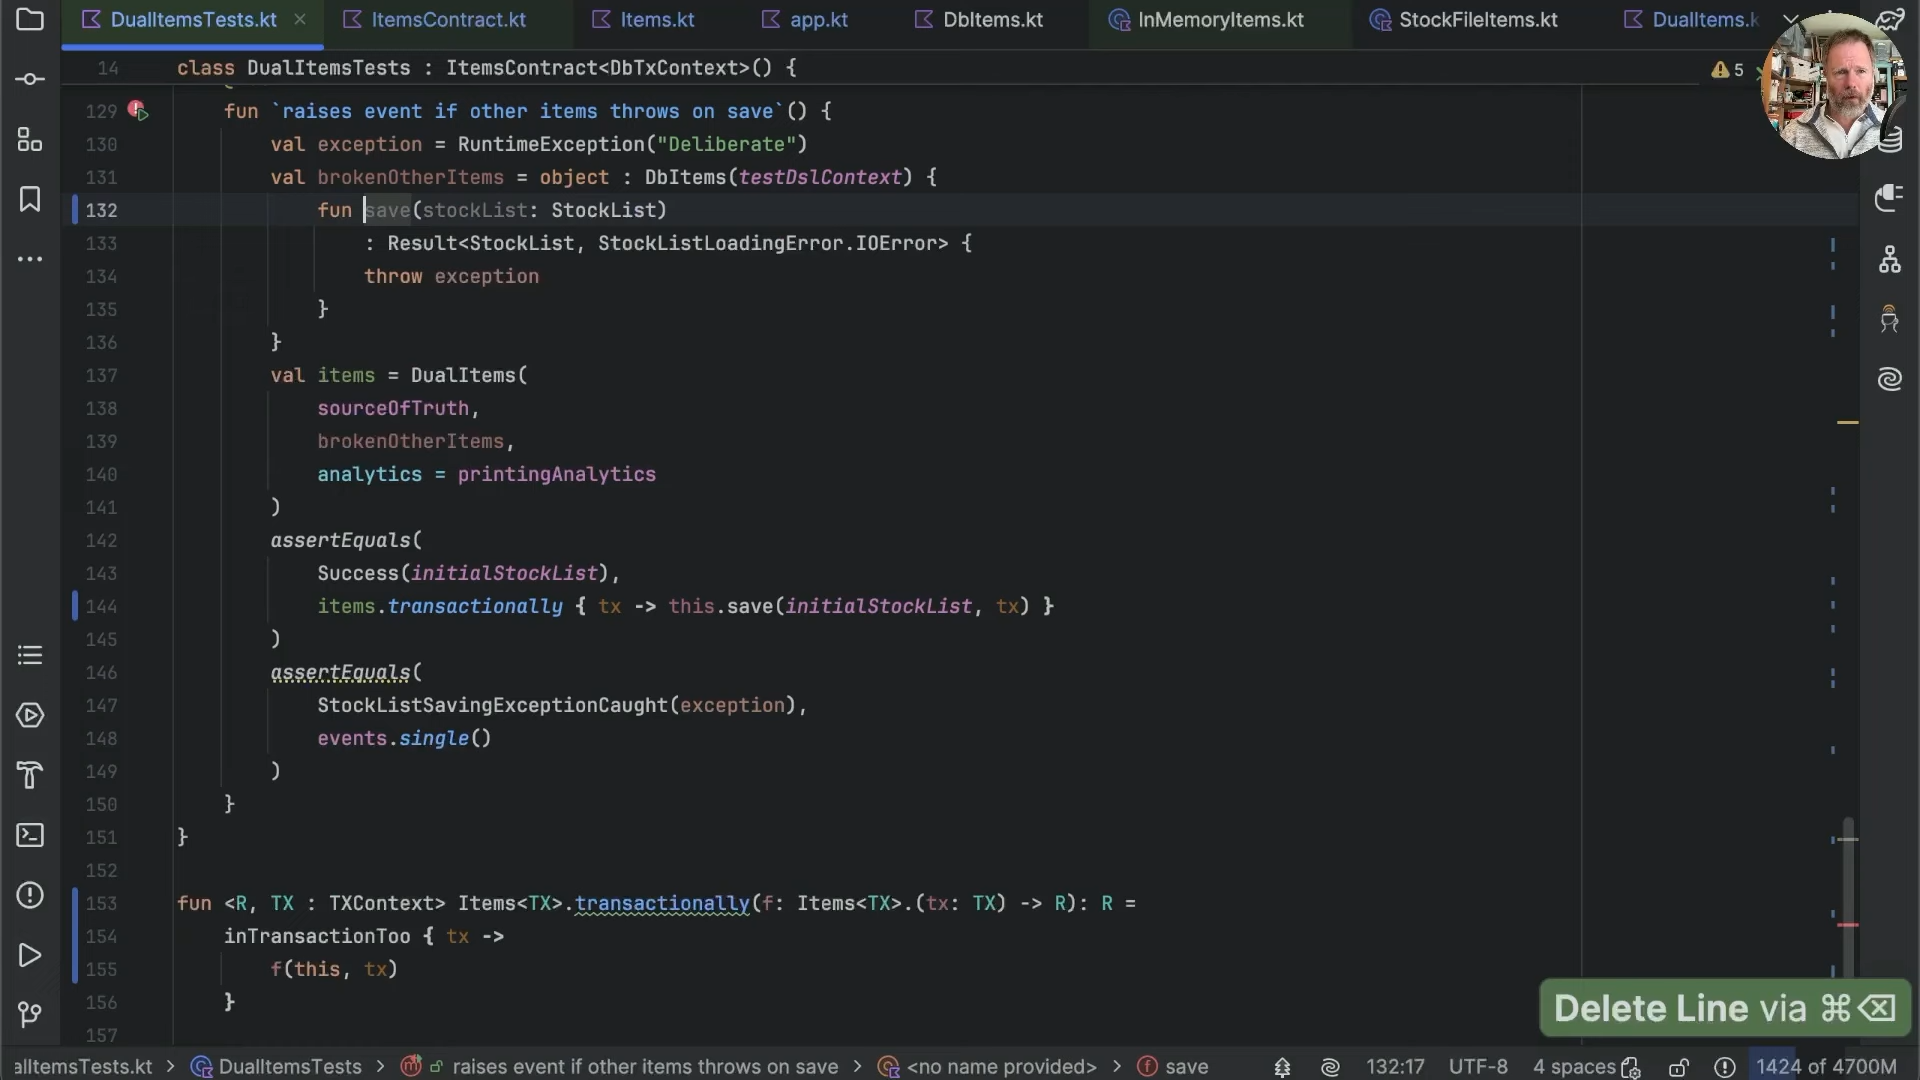 DualItemsTests.kt
ItemsContract.kt
Items.kt
app.kt
DbItems.kt
InMemoryItems.kt
StockFileItems.kt
DualItems.k
14 class DualItemsTests : ItemsContract<DbTxContext>() {
5
129 fun `raises event if other items throws on save`() {
130 val exception = RuntimeException("Deliberate")
131 val brokenOtherItems = object : DbItems(testDslContext) {
132 fun save(stockList: StockList)
133 : Result<StockList, StockListLoadingError.IOError> {
134 throw exception
135 }
136 }
137 val items = DualItems(
138 sourceOfTruth,
139 brokenOtherItems,
140 analytics = printingAnalytics
141 )
142 assertEquals(
143 Success(initialStockList),
144 items.transactionally { tx -> this.save(initialStockList, tx) }
145 )
146 assertEquals(
147 StockListSavingExceptionCaught(exception),
148 events.single()
149 )
150 }
151 }
152
153 fun <R, TX : TXContext> Items<TX>.transactionally(f: Items<TX>.(tx: TX) -> R): R =
154 inTransactionToo { tx ->
155 f(this, tx)
156 }
157
Delete Line via ⌘⌫
alItemsTests.kt > DualItemsTests > raises event if other items throws on save > <no name provided> > save
132:17 UTF-8 4 spaces 1424 of 4700M